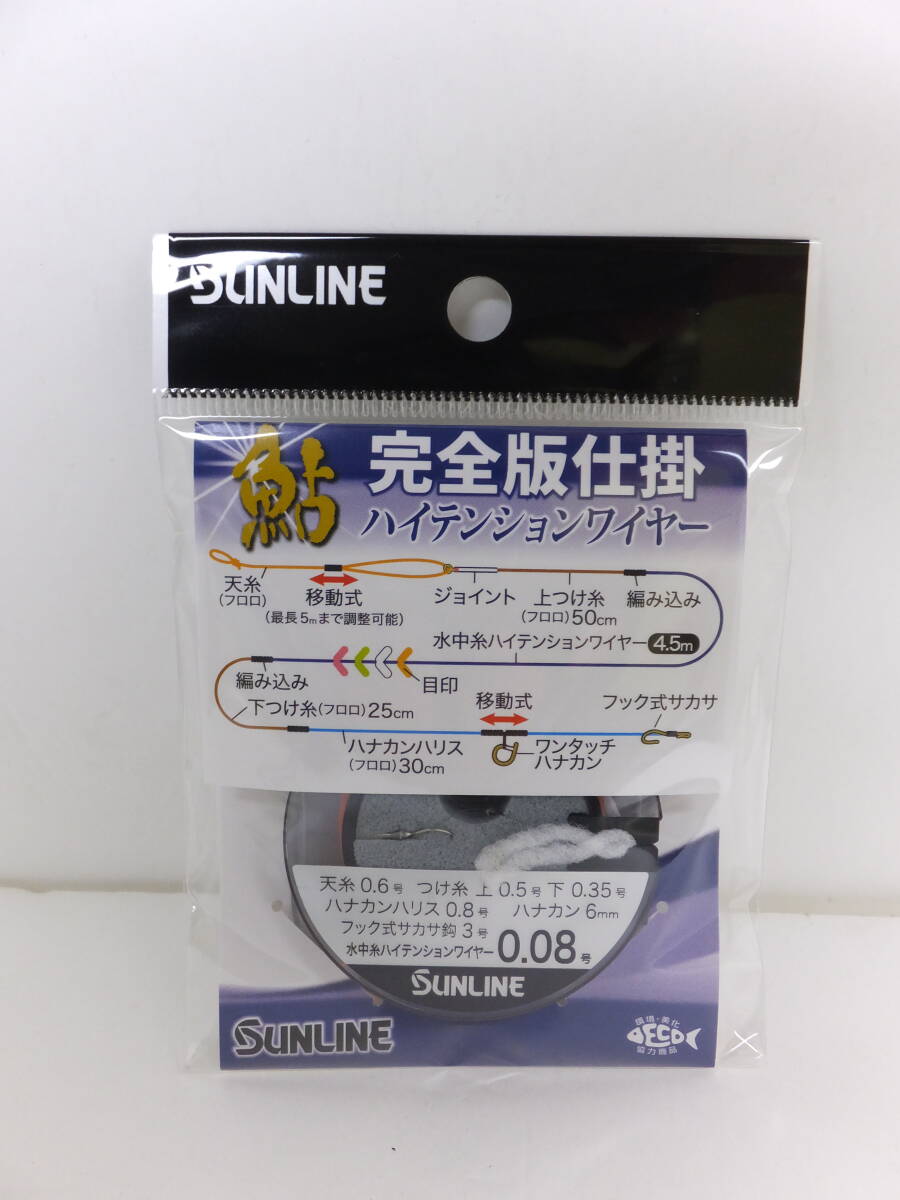 SUNLINE
鮎 完全版仕掛
ハイテンションワイヤー
天糸
(フロロ)
移動式
(最長5mまで調整可能)
ジョイント
上つけ糸
(フロロ)50cm
編み込み
水中糸ハイテンションワイヤー 4.5m
編み込み
目印
下つけ糸(フロロ)25cm
移動式
フック式サカサ
ハナカンハリス
(フロロ)30cm
ワンタッチ
ハナカン
天糸 0.6号 つけ糸 上 0.5号 下 0.35号
ハナカンハリス 0.8号 ハナカン 6mm
フック式サカサ鈎 3号
水中糸ハイテンションワイヤー 0.08号
SUNLINE
SUNLINE
環境・美化
ECO
協力商品